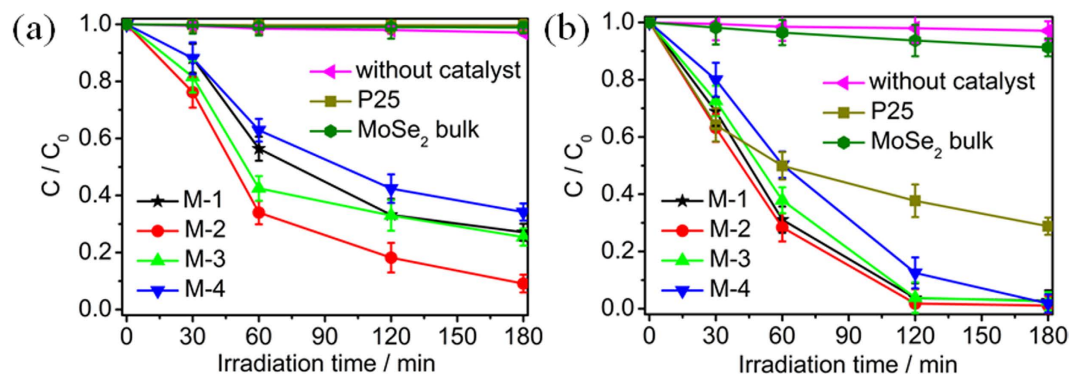 (a)
C / C₀
1.0
0.8
0.6
0.4
0.2
0.0
without catalyst
P25
MoSe₂ bulk
M-1
M-2
M-3
M-4
0 30 60 90 120 150 180
Irradiation time / min
(b)
C / C₀
1.0
0.8
0.6
0.4
0.2
0.0
without catalyst
P25
MoSe₂ bulk
M-1
M-2
M-3
M-4
0 30 60 90 120 150 180
Irradiation time / min